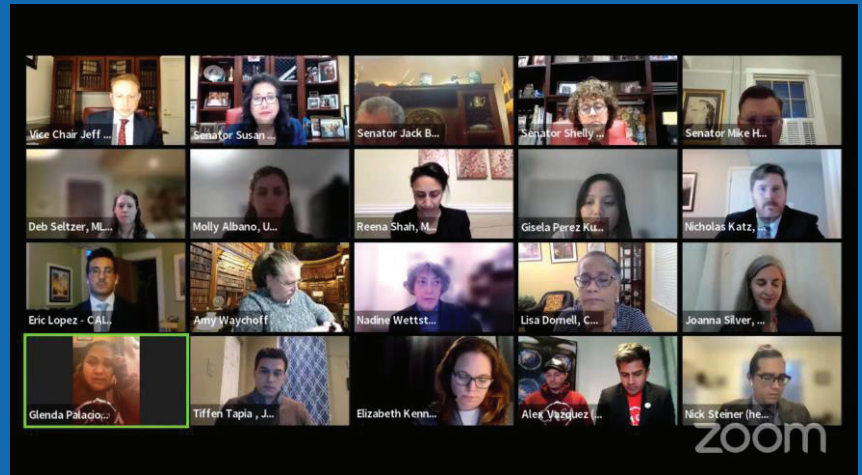 Vice Chair Jeff ...
Senator Susan ...
Senator Jack B...
Senator Shelly ...
Senator Mike H...
Deb Seltzer, ML...
Molly Albano, U...
Reena Shah, M...
Gisela Perez Ku...
Nicholas Katz, ...
Eric Lopez - CAL...
Amy Waychoff
Nadine Wettst...
Lisa Dornell, C...
Joanna Silver, ...
Glenda Palacio...
Tiffen Tapia , J...
Elizabeth Kenn...
Alex Vazquez (...
Nick Steiner (he...
zoom